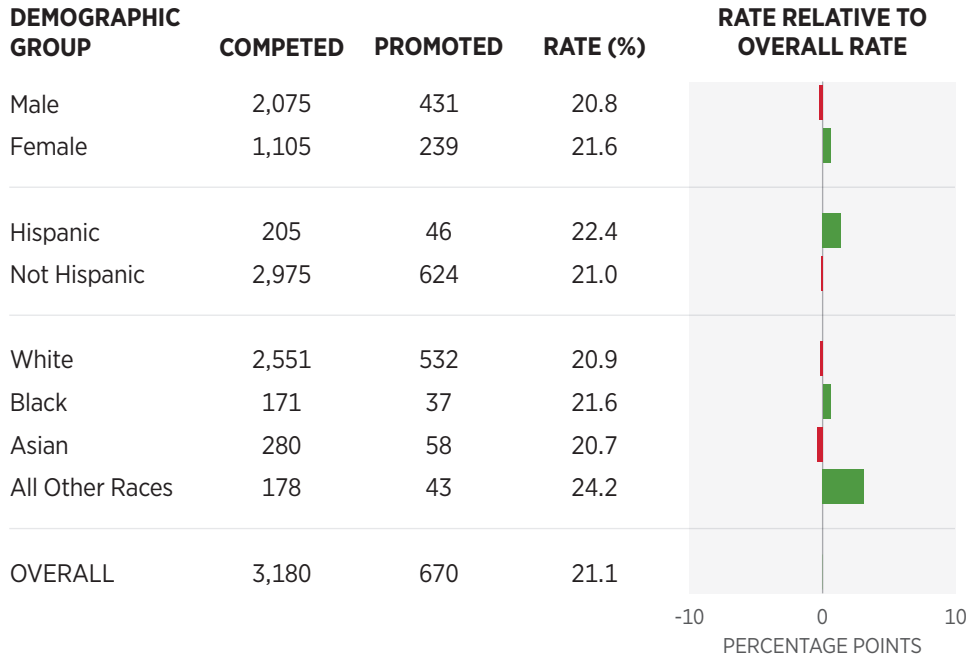 DEMOGRAPHIC GROUP COMPETED PROMOTED RATE (%) RATE RELATIVE TO OVERALL RATE
Male 2,075 431 20.8
Female 1,105 239 21.6
Hispanic 205 46 22.4
Not Hispanic 2,975 624 21.0
White 2,551 532 20.9
Black 171 37 21.6
Asian 280 58 20.7
All Other Races 178 43 24.2
OVERALL 3,180 670 21.1
-10 0 10
PERCENTAGE POINTS